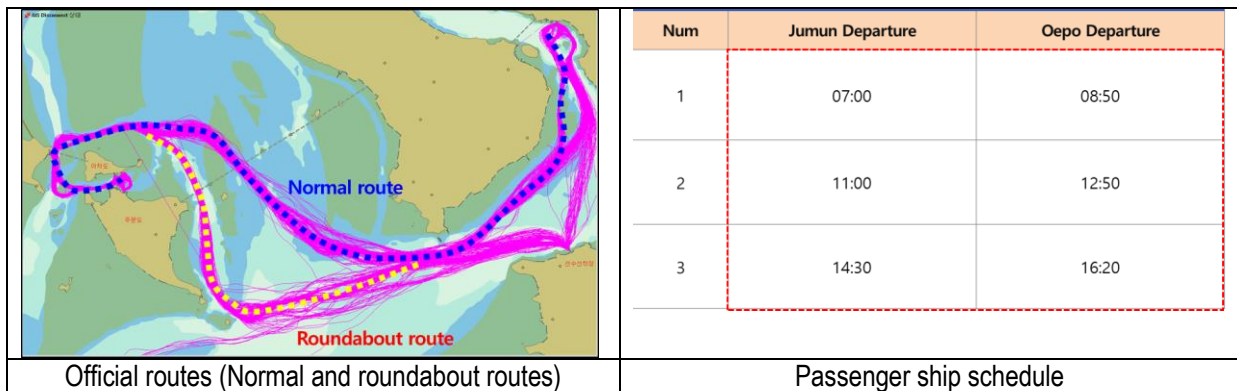 Normal route
Roundabout route
Official routes (Normal and roundabout routes)
Num Jumun Departure Oepo Departure
1 07:00 08:50
2 11:00 12:50
3 14:30 16:20
Passenger ship schedule